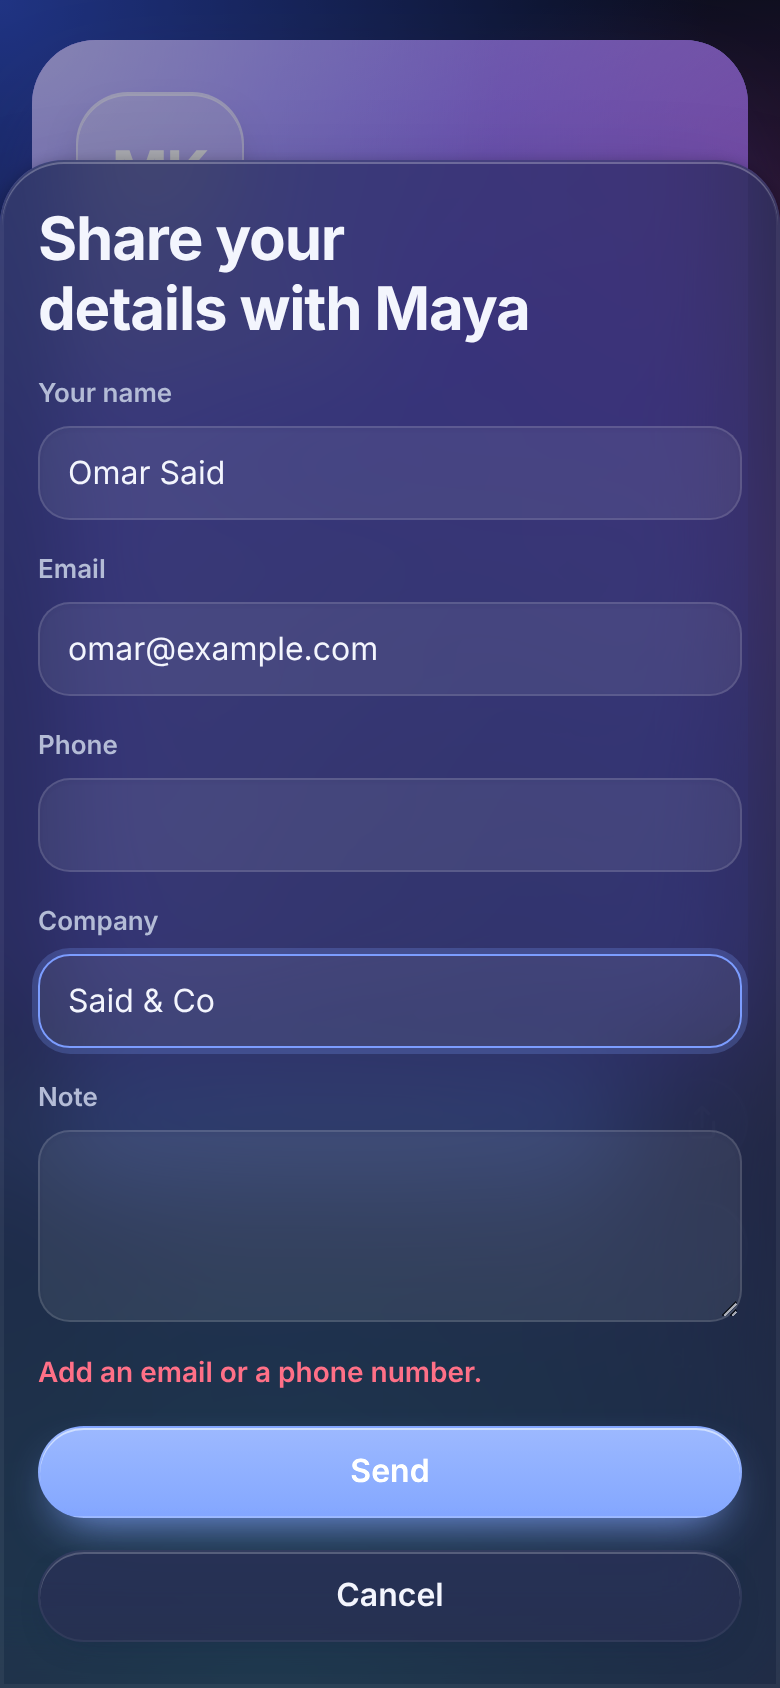 MK
Share your
details with Maya
Your name
Omar Said
Email
omar@example.com
Phone
Company
Said & Co
Note
Add an email or a phone number.
Send
Cancel